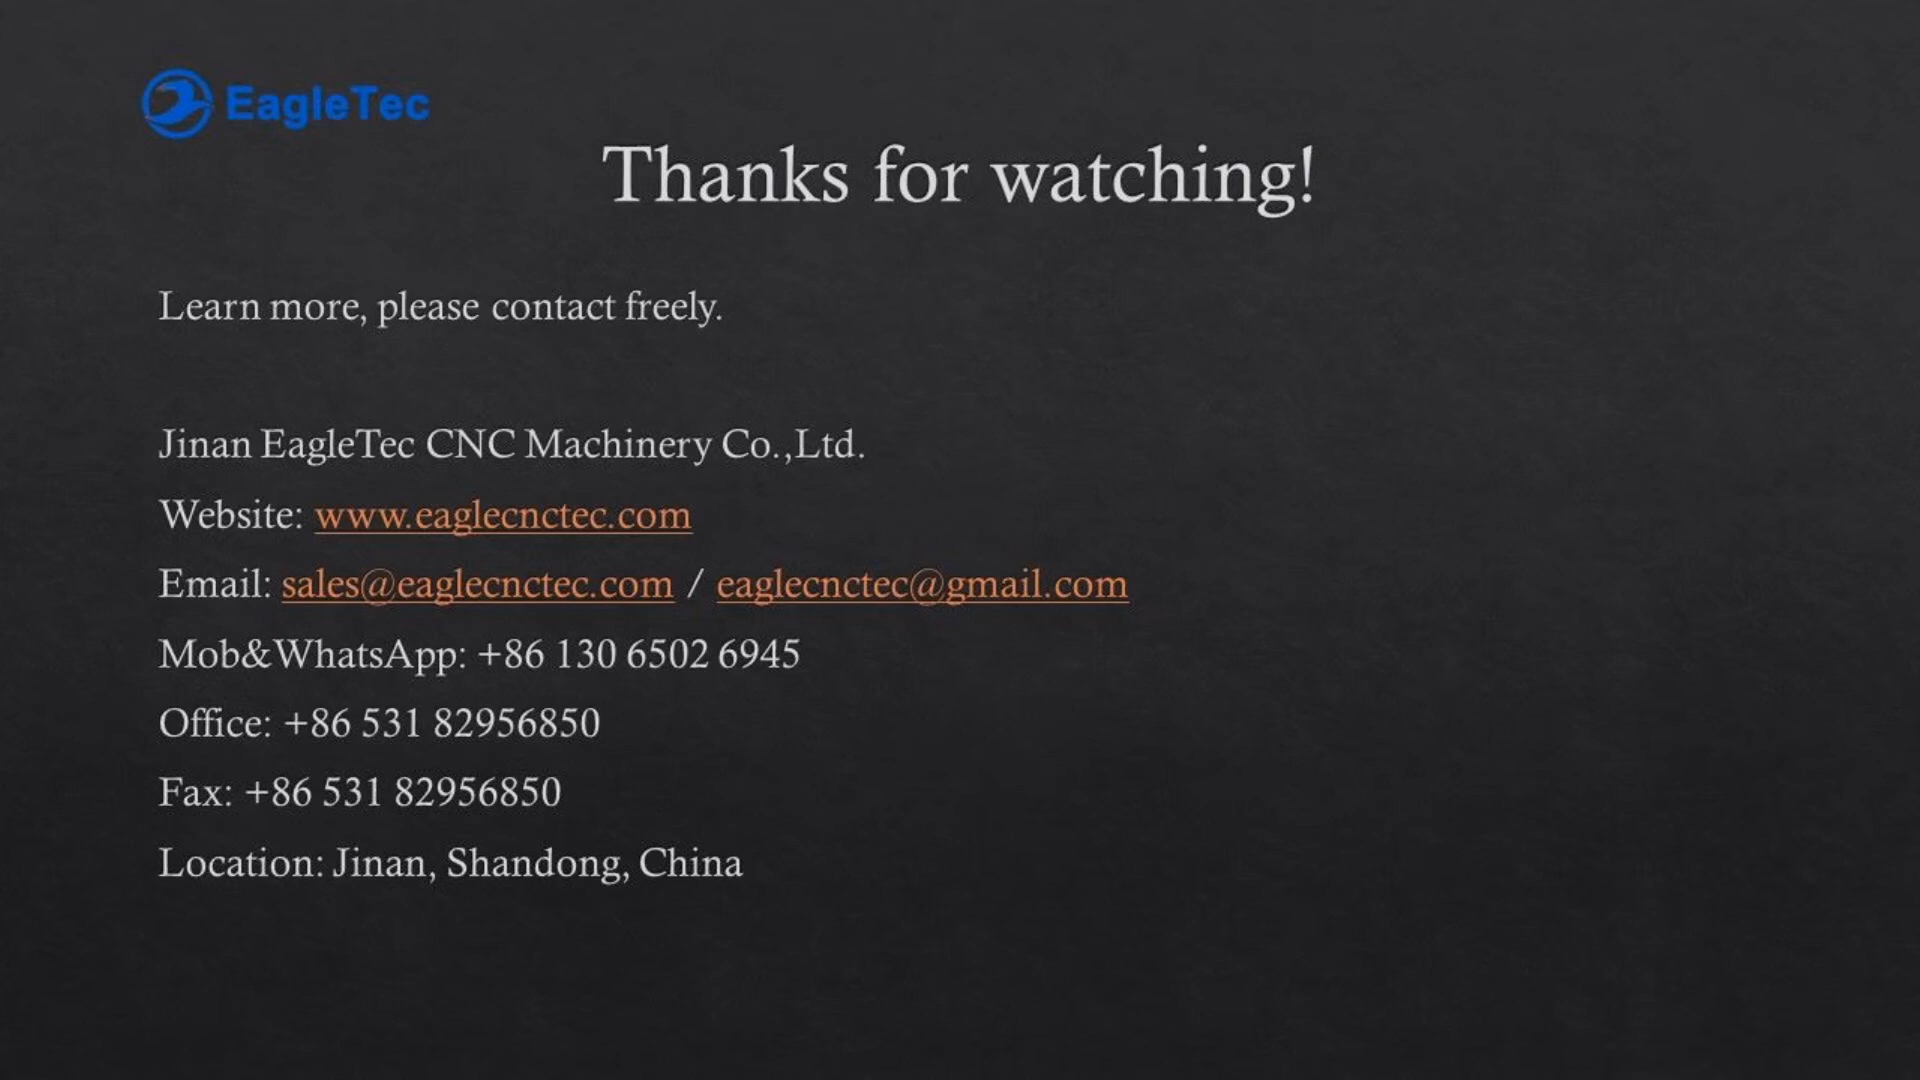 EagleTec
Thanks for watching!
Learn more, please contact freely.
Jinan EagleTec CNC Machinery Co.,Ltd.
Website: www.eaglecnctec.com
Email: sales@eaglecnctec.com / eaglecnctec@gmail.com
Mob&WhatsApp: +86 130 6502 6945
Office: +86 531 82956850
Fax: +86 531 82956850
Location: Jinan, Shandong, China